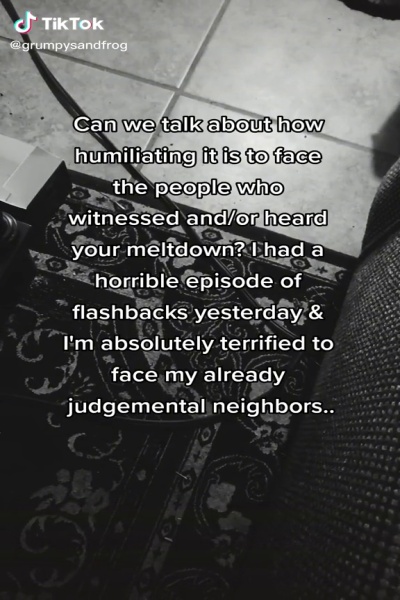 TikTok
@grumpysandfrog
Can we talk about how
humiliating it is to face
the people who
witnessed and/or heard
your meltdown? I had a
horrible episode of
flashbacks yesterday &
I'm absolutely terrified to
face my already
judgemental neighbors..